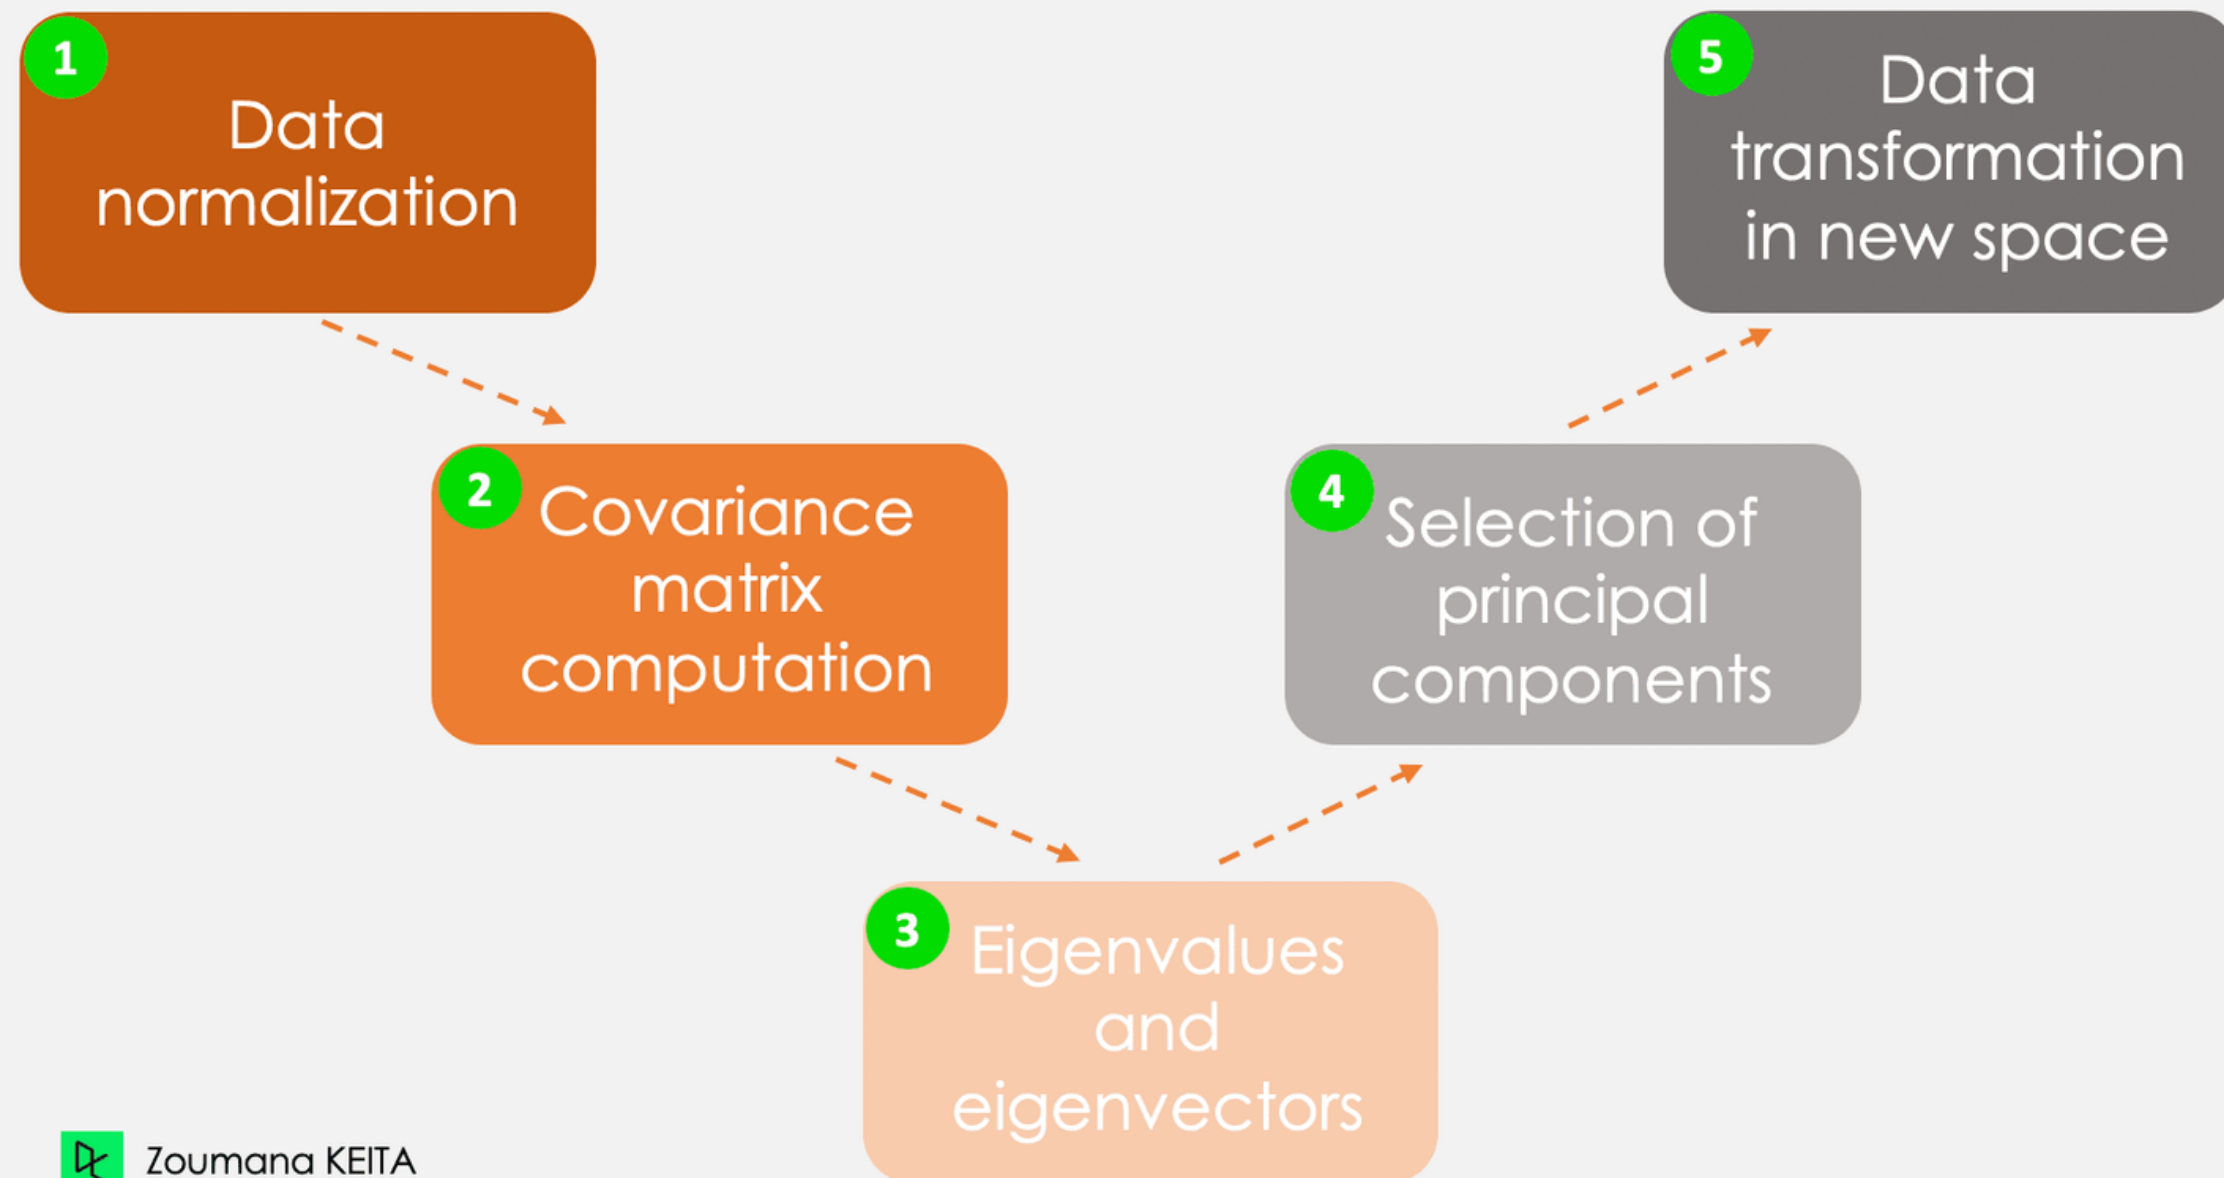 1
Data
normalization
2
Covariance
matrix
computation
3
Eigenvalues
and
eigenvectors
4
Selection of
principal
components
5
Data
transformation
in new space
Zoumana KEITA